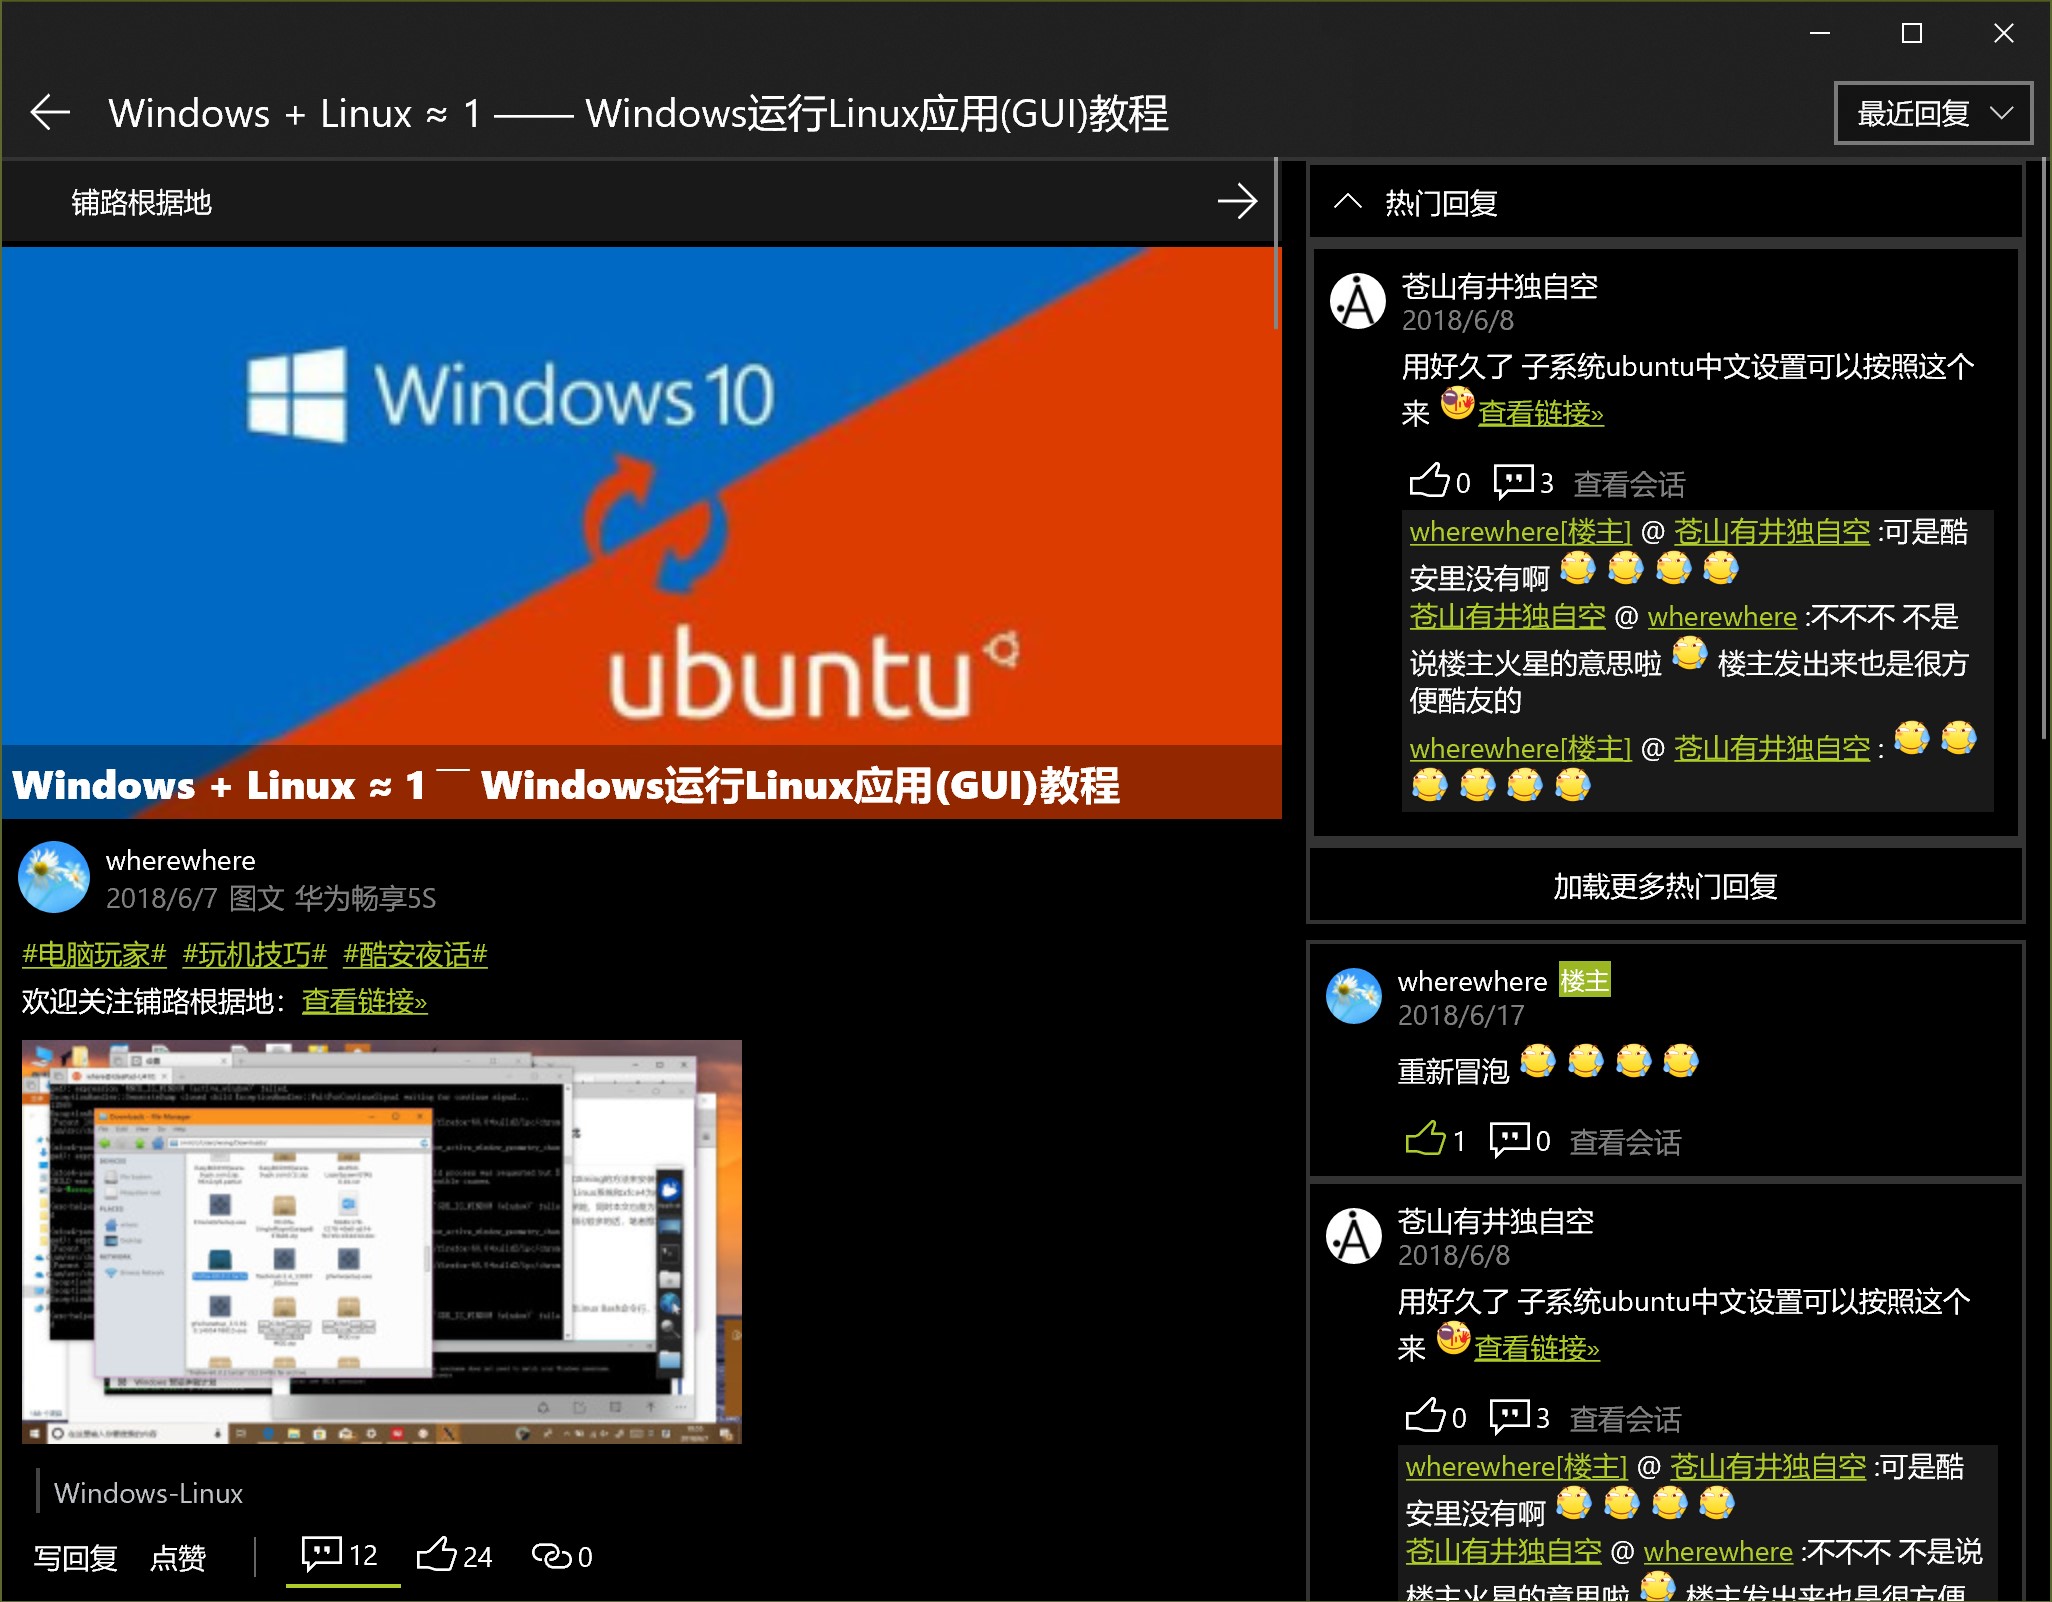 Windows + Linux ≈ 1 —— Windows运行Linux应用(GUI)教程
最近回复
铺路根据地
Windows 10
ubuntu
Windows + Linux ≈ 1 — Windows运行Linux应用(GUI)教程
wherewhere
2018/6/7 图文 华为畅享5S
#电脑玩家# #玩机技巧# #酷安夜话#
欢迎关注铺路根据地：查看链接»
Windows-Linux
写回复 点赞 12 24 0
热门回复
苍山有井独自空
2018/6/8
用好久了 子系统ubuntu中文设置可以按照这个
来 查看链接»
0 3 查看会话
wherewhere[楼主] @ 苍山有井独自空 :可是酷
安里没有啊
苍山有井独自空 @ wherewhere :不不不 不是
说楼主火星的意思啦 楼主发出来也是很方
便酷友的
wherewhere[楼主] @ 苍山有井独自空 :
加载更多热门回复
wherewhere 楼主
2018/6/17
重新冒泡
1 0 查看会话
苍山有井独自空
2018/6/8
用好久了 子系统ubuntu中文设置可以按照这个
来 查看链接»
0 3 查看会话
wherewhere[楼主] @ 苍山有井独自空 :可是酷
安里没有啊
苍山有井独自空 @ wherewhere :不不不 不是说
楼主火星的意思啦 楼主发出来也是很方便